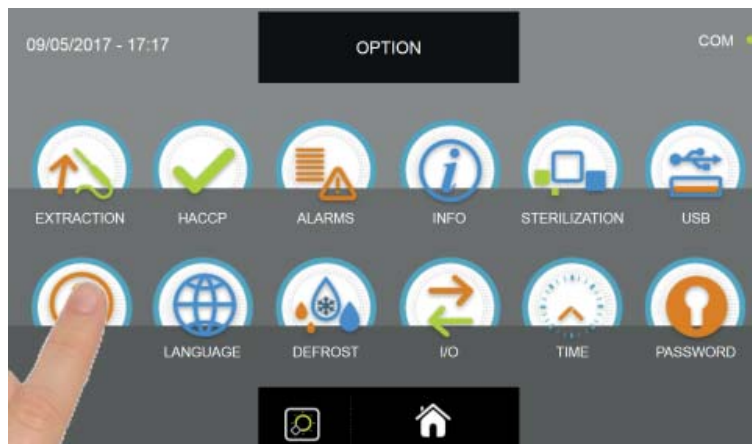 09/05/2017 - 17:17
OPTION
COM
EXTRACTION
HACCP
ALARMS
INFO
STERILIZATION
USB
LANGUAGE
DEFROST
I/O
TIME
PASSWORD